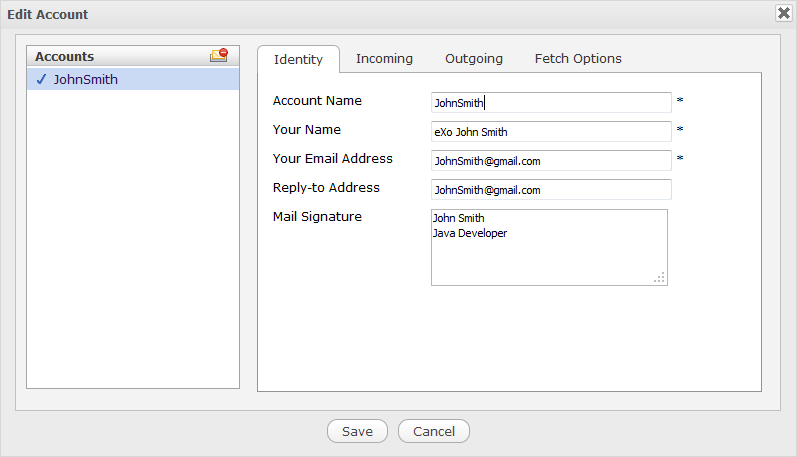 Edit Account
Accounts
JohnSmith
Identity Incoming Outgoing Fetch Options
Account Name JohnSmith *
Your Name eXo John Smith *
Your Email Address JohnSmith@gmail.com *
Reply-to Address JohnSmith@gmail.com
Mail Signature John Smith
Java Developer
Save Cancel